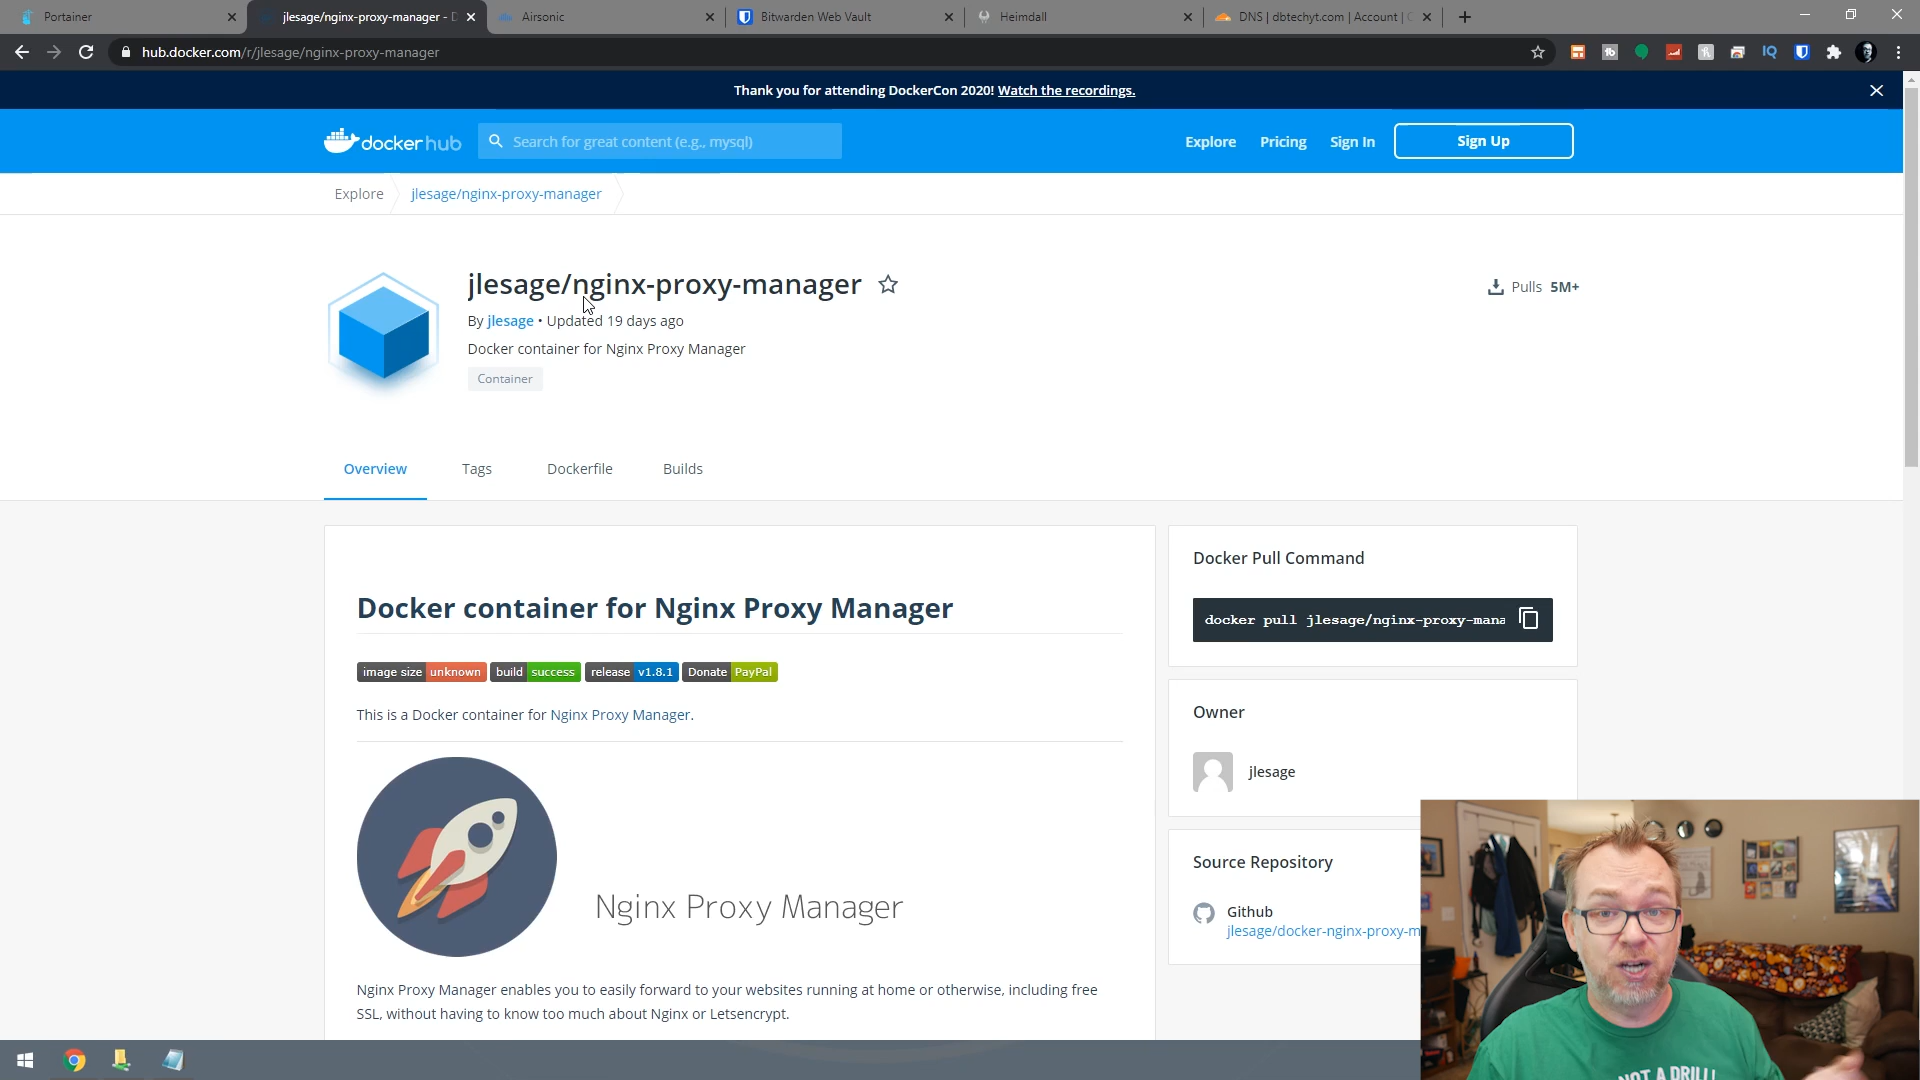 Portainer
jlesage/nginx-proxy-manager - D
Airsonic
Bitwarden Web Vault
Heimdall
DNS | dbtechyt.com | Account | C
hub.docker.com/r/jlesage/nginx-proxy-manager
Thank you for attending DockerCon 2020! Watch the recordings.
docker hub
Search for great content (e.g., mysql)
Explore
Pricing
Sign In
Sign Up
Explore
jlesage/nginx-proxy-manager
jlesage/nginx-proxy-manager
Pulls 5M+
By jlesage • Updated 19 days ago
Docker container for Nginx Proxy Manager
Container
Overview
Tags
Dockerfile
Builds
Docker container for Nginx Proxy Manager
image size unknown
build success
release v1.8.1
Donate PayPal
This is a Docker container for Nginx Proxy Manager.
Nginx Proxy Manager
Nginx Proxy Manager enables you to easily forward to your websites running at home or otherwise, including free
SSL, without having to know too much about Nginx or Letsencrypt.
Docker Pull Command
docker pull jlesage/nginx-proxy-mana
Owner
jlesage
Source Repository
Github
jlesage/docker-nginx-proxy-m
NOT A DRILL!